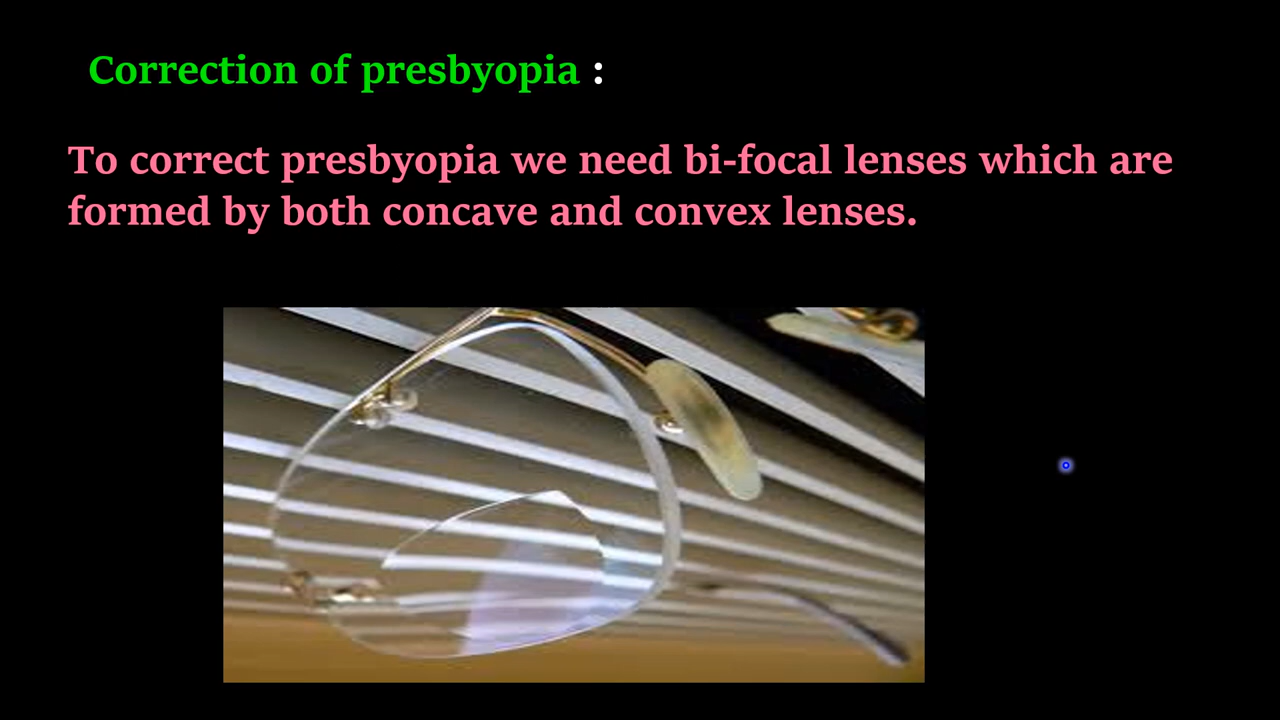 Correction of presbyopia :
To correct presbyopia we need bi-focal lenses which are
formed by both concave and convex lenses.